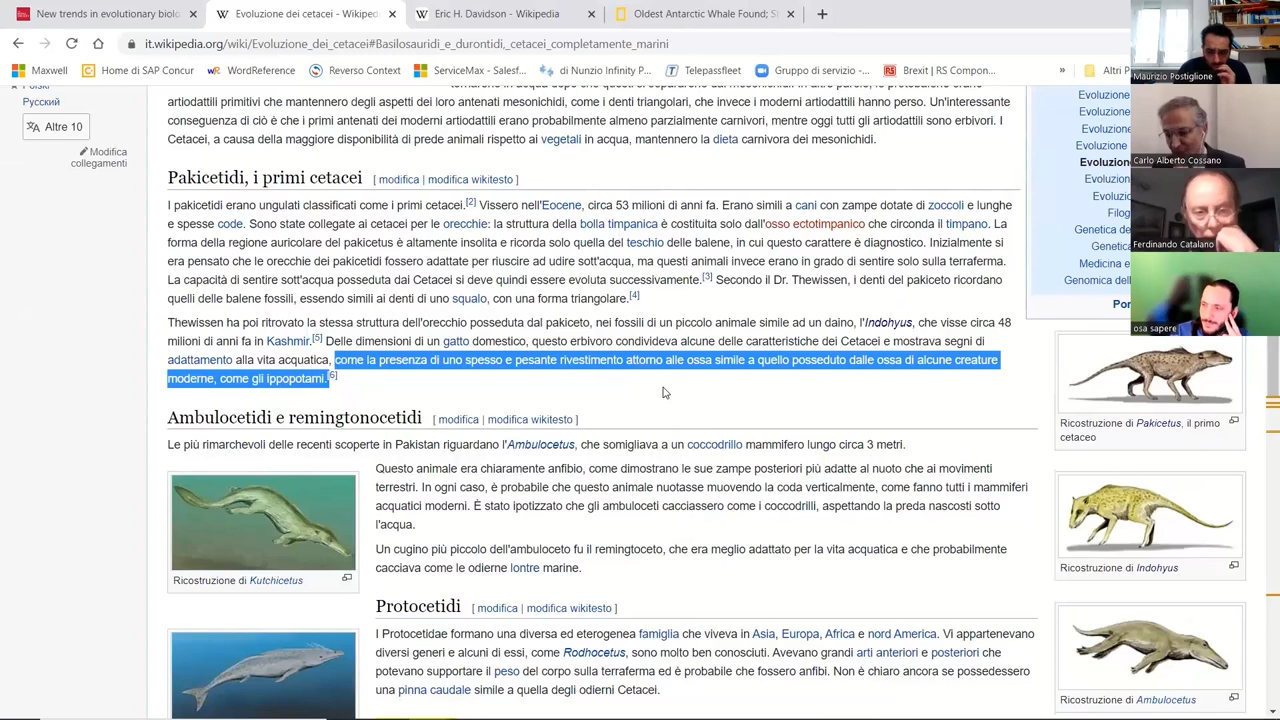 New trends in evolutionary biolo
Evoluzione dei cetacei - Wikiped
Eric H. Davidson - Wikipedia
Oldest Antarctic Whale Found; S
it.wikipedia.org/wiki/Evoluzione_dei_cetacei#Basilosauridi_e_durontidi,_cetacei_completamente_marini
Maxwell
Home di SAP Concur
WordReference
Reverso Context
ServiceMax - Salesf...
di Nunzio Infinity P...
Telepassfleet
Gruppo di servizio -...
Brexit | RS Compon...
»
Altri P
Polski
Русский
Altre 10
Modifica
collegamenti
artiodattili primitivi che mantennero degli aspetti dei loro antenati mesonichidi, come i denti triangolari, che invece i moderni artiodattili hanno perso. Un'interessante
conseguenza di ciò è che i primi antenati dei moderni artiodattili erano probabilmente almeno parzialmente carnivori, mentre oggi tutti gli artiodattili sono erbivori. I
Cetacei, a causa della maggiore disponibilità di prede animali rispetto ai vegetali in acqua, mantennero la dieta carnivora dei mesonichidi.
Pakicetidi, i primi cetacei [ modifica | modifica wikitesto ]
I pakicetidi erano ungulati classificati come i primi cetacei.[2] Vissero nell'Eocene, circa 53 milioni di anni fa. Erano simili a cani con zampe dotate di zoccoli e lunghe
e spesse code. Sono state collegate ai cetacei per le orecchie: la struttura della bolla timpanica è costituita solo dall'osso ectotimpanico che circonda il timpano. La
forma della regione auricolare del pakicetus è altamente insolita e ricorda solo quella del teschio delle balene, in cui questo carattere è diagnostico. Inizialmente si
era pensato che le orecchie dei pakicetidi fossero adattate per riuscire ad udire sott'acqua, ma questi animali invece erano in grado di sentire solo sulla terraferma.
La capacità di sentire sott'acqua posseduta dai Cetacei si deve quindi essere evoluta successivamente.[3] Secondo il Dr. Thewissen, i denti del pakiceto ricordano
quelli delle balene fossili, essendo simili ai denti di uno squalo, con una forma triangolare.[4]
Thewissen ha poi ritrovato la stessa struttura dell'orecchio posseduta dal pakiceto, nei fossili di un piccolo animale simile ad un daino, l'Indohyus, che visse circa 48
milioni di anni fa in Kashmir.[5] Delle dimensioni di un gatto domestico, questo erbivoro condivideva alcune delle caratteristiche dei Cetacei e mostrava segni di
adattamento alla vita acquatica, come la presenza di uno spesso e pesante rivestimento attorno alle ossa simile a quello posseduto dalle ossa di alcune creature
moderne, come gli ippopotami.[6]
Ambulocetidi e remingtonocetidi [ modifica | modifica wikitesto ]
Le più rimarchevoli delle recenti scoperte in Pakistan riguardano l'Ambulocetus, che somigliava a un coccodrillo mammifero lungo circa 3 metri.
Questo animale era chiaramente anfibio, come dimostrano le sue zampe posteriori più adatte al nuoto che ai movimenti
terrestri. In ogni caso, è probabile che questo animale nuotasse muovendo la coda verticalmente, come fanno tutti i mammiferi
acquatici moderni. È stato ipotizzato che gli ambuloceti cacciassero come i coccodrilli, aspettando la preda nascosti sotto
l'acqua.
Un cugino più piccolo dell'ambuloceto fu il remingtoceto, che era meglio adattato per la vita acquatica e che probabilmente
cacciava come le odierne lontre marine.
Ricostruzione di Kutchicetus
Protocetidi [ modifica | modifica wikitesto ]
I Protocetidae formano una diversa ed eterogenea famiglia che viveva in Asia, Europa, Africa e nord America. Vi appartenevano
diversi generi e alcuni di essi, come Rodhocetus, sono molto ben conosciuti. Avevano grandi arti anteriori e posteriori che
potevano supportare il peso del corpo sulla terraferma ed è probabile che fossero anfibi. Non è chiaro ancora se possedessero
una pinna caudale simile a quella degli odierni Cetacei.
Evoluzione
Evoluzi
Evoluzi
Evoluzione
Evoluzio
Evoluz
Evoluzi
Filog
Genetica de
Genetica
Medicina e
Genomica dell
Por
Ricostruzione di Pakicetus, il primo
cetaceo
Ricostruzione di Indohyus
Ricostruzione di Ambulocetus
Maurizio Postiglione
Carlo Alberto Cossano
Ferdinando Catalano
osa sapere